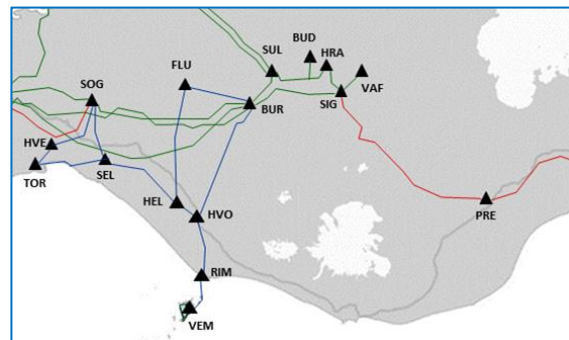 BUD
SUL
HRA
FLU
VAF
SOG
SIG
BUR
HVE
TOR
SEL
HEL
HVO
PRE
RIM
VEM